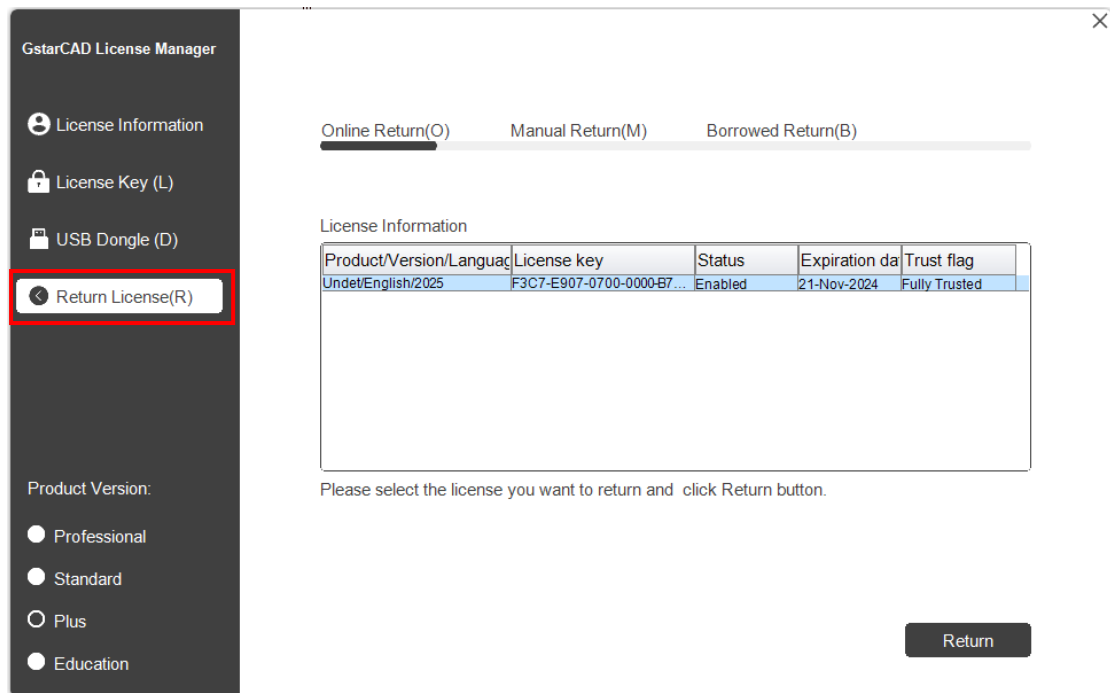 ...
GstarCAD License Manager
License Information
License Key (L)
USB Dongle (D)
Return License(R)
Product Version:
Professional
Standard
Plus
Education
Online Return(O) Manual Return(M) Borrowed Return(B)
License Information
Product/Version/Languag License key Status Expiration dat Trust flag
Undet/English/2025 F3C7-E907-0700-0000-B7... Enabled 21-Nov-2024 Fully Trusted
Please select the license you want to return and click Return button.
Return